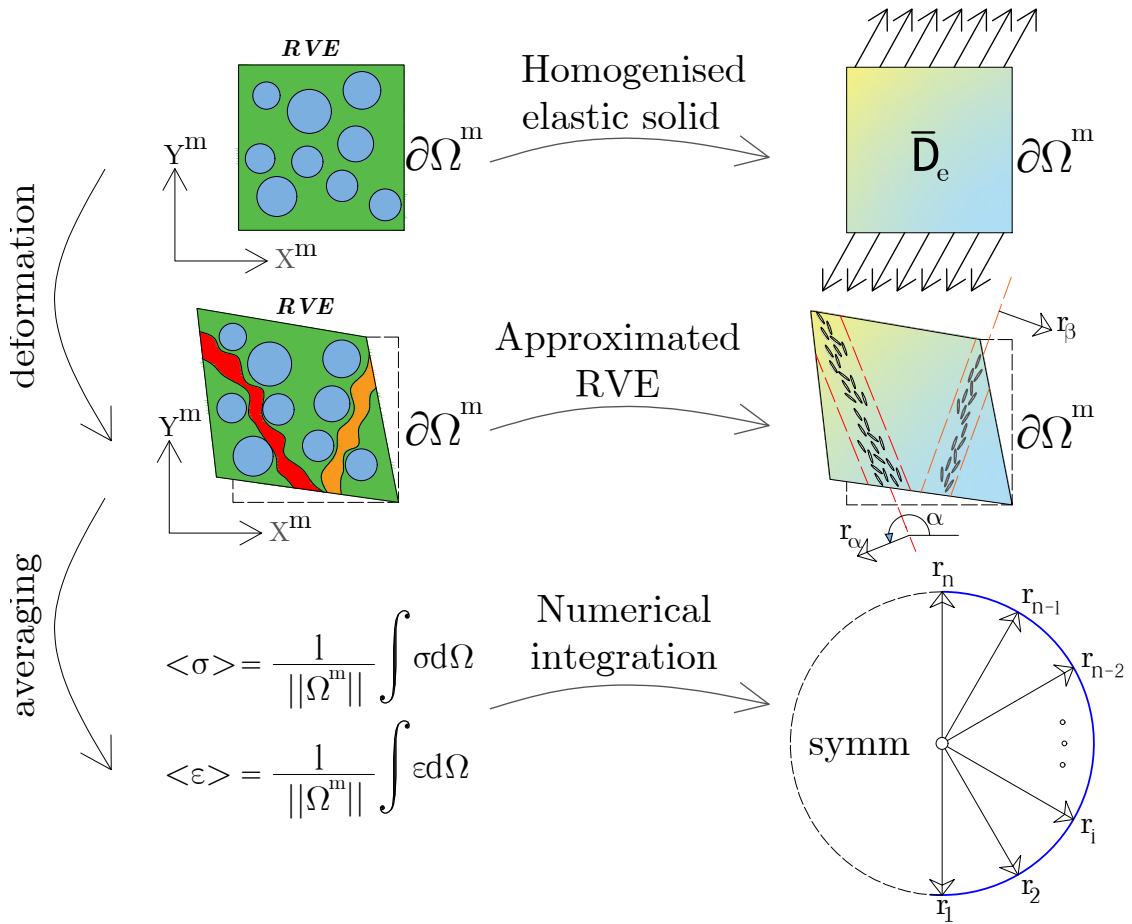 RVE
Homogenised
elastic solid
Y^m
∂Ω^m
D̅_e
∂Ω^m
X^m
deformation
RVE
Approximated
RVE
r_β
Y^m
∂Ω^m
∂Ω^m
X^m
r_α
α
averaging
Numerical
integration
<σ> = 1/||Ω^m|| ∫ σdΩ
<ε> = 1/||Ω^m|| ∫ εdΩ
r_n
r_{n-1}
r_{n-2}
symm
r_i
r_2
r_1